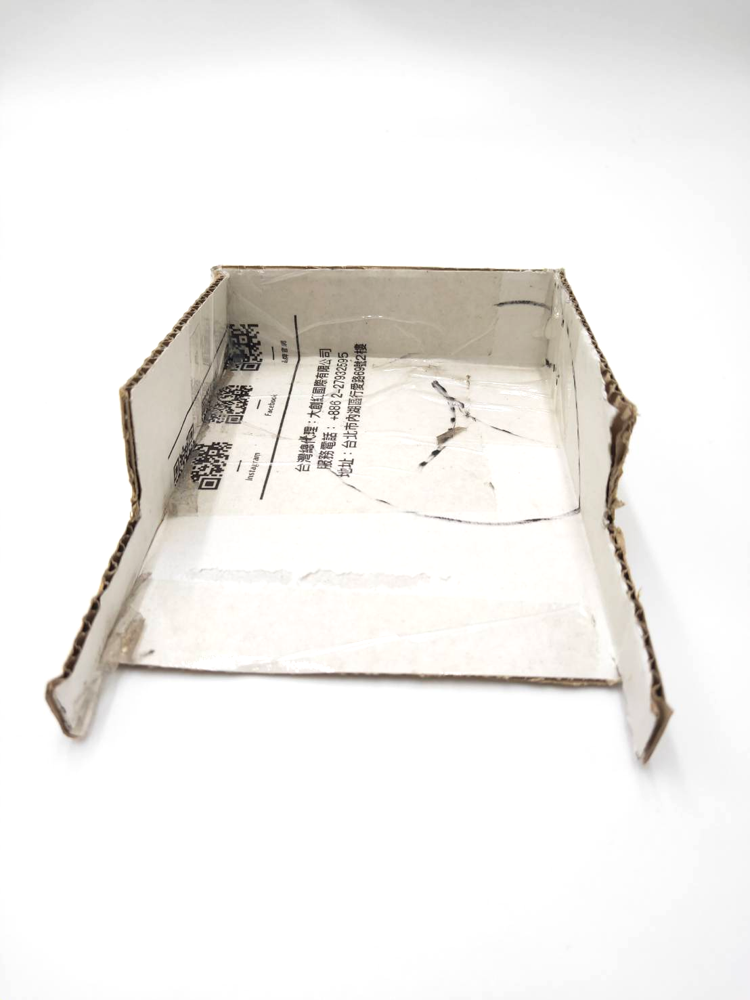 台灣總代理：大創紅國際有限公司
服務電話：+886 2-27932595
地址：台北市內湖區行愛路69號2樓
品牌官網
Facebook
Instagram